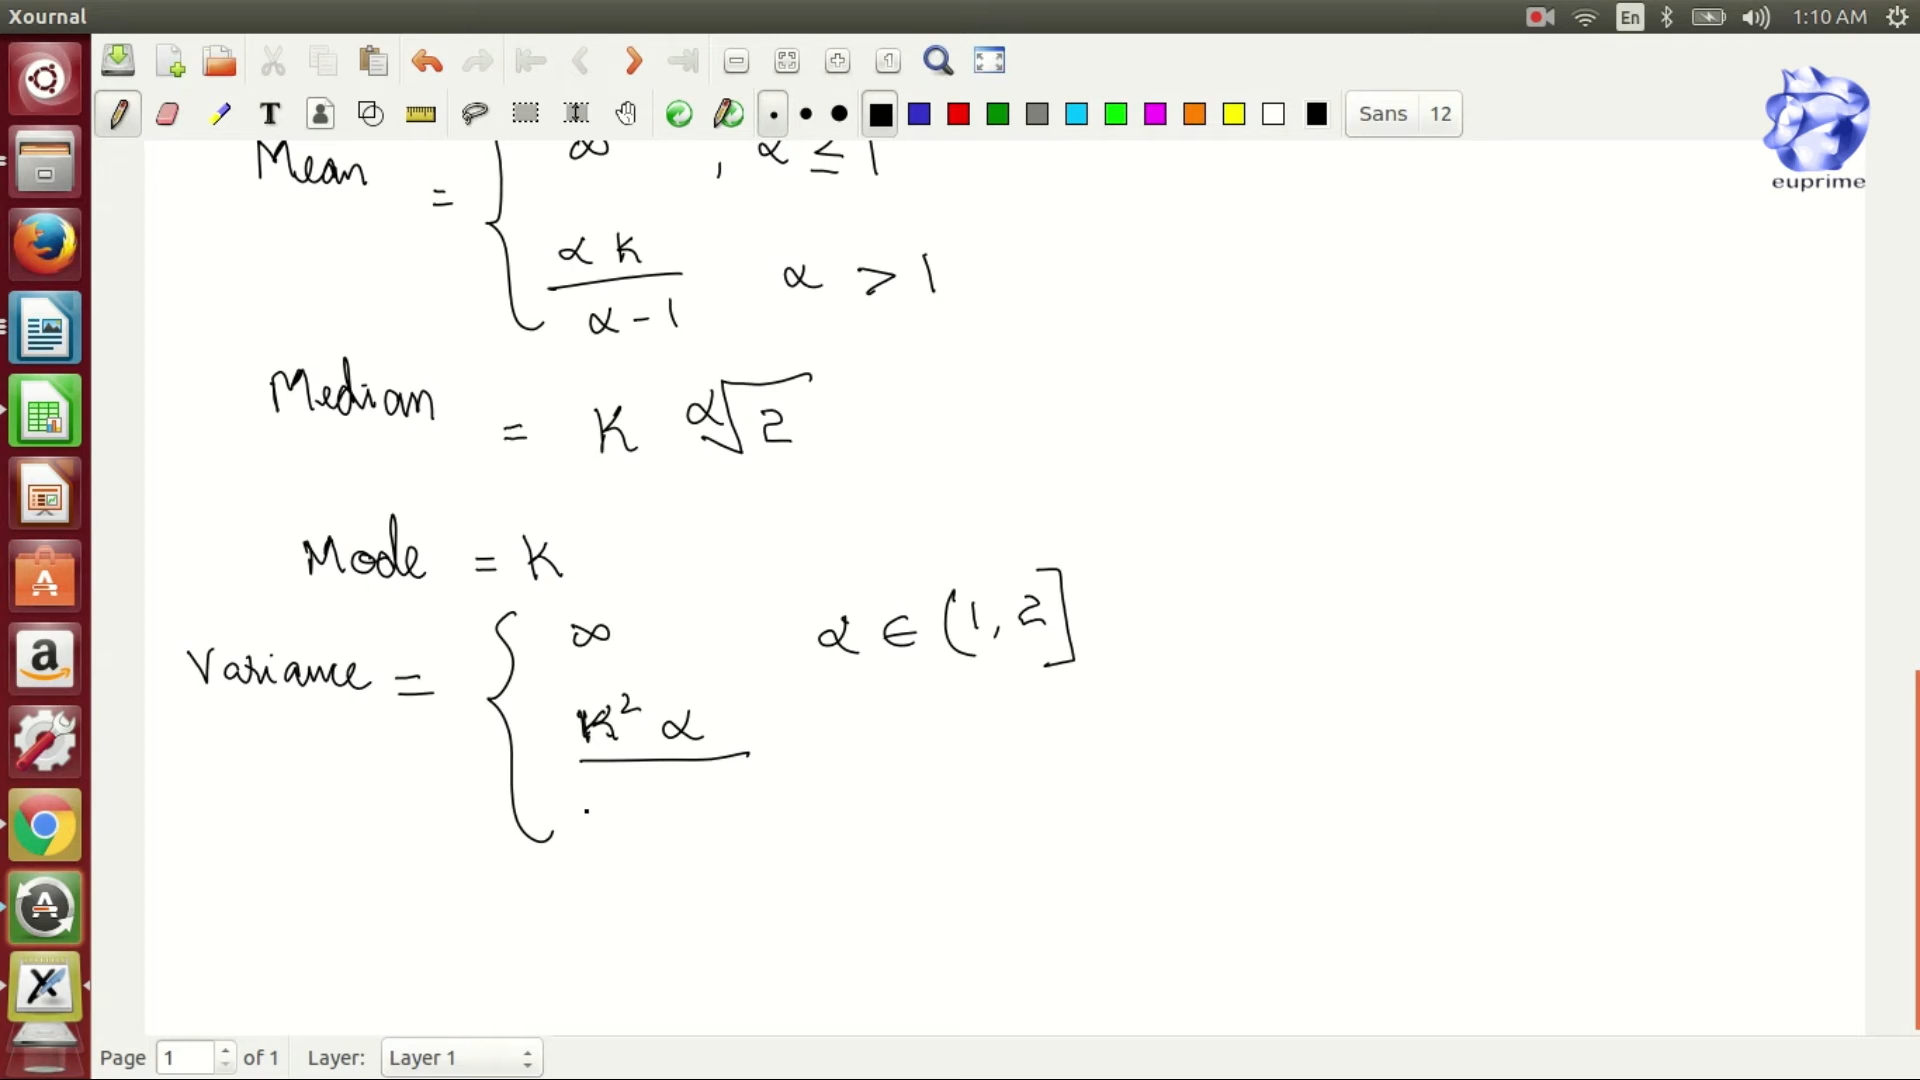 Xournal
En
1:10 AM
T
1
Sans 12
euprime
Mean = { ∞ , α ≤ 1
α K / α - 1 α > 1
Median = K α√2
Mode = K
Variance = { ∞ α ∈ (1, 2]
K² α
Page 1 of 1 Layer: Layer 1